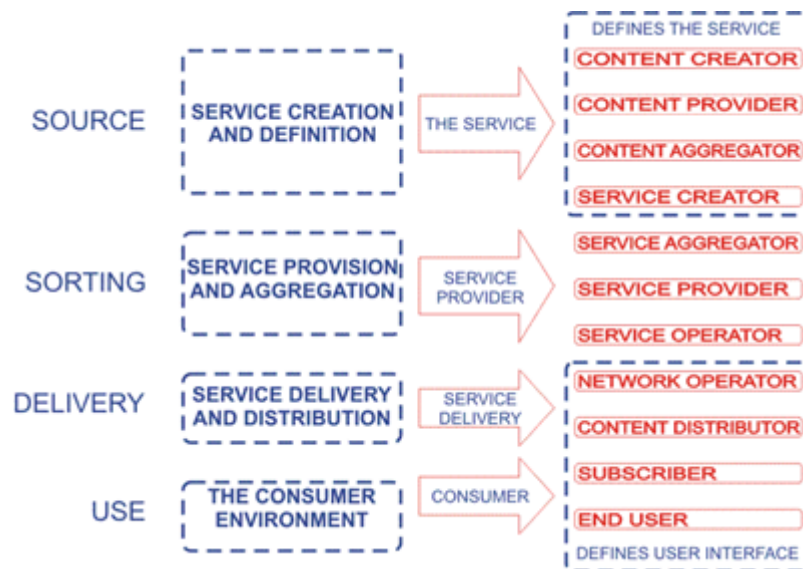 DEFINES THE SERVICE
CONTENT CREATOR
CONTENT PROVIDER
CONTENT AGGREGATOR
SERVICE CREATOR
SOURCE
SERVICE CREATION
AND DEFINITION
THE SERVICE
SORTING
SERVICE PROVISION
AND AGGREGATION
SERVICE
PROVIDER
SERVICE AGGREGATOR
SERVICE PROVIDER
SERVICE OPERATOR
DELIVERY
SERVICE DELIVERY
AND DISTRIBUTION
SERVICE
DELIVERY
NETWORK OPERATOR
CONTENT DISTRIBUTOR
USE
THE CONSUMER
ENVIRONMENT
CONSUMER
SUBSCRIBER
END USER
DEFINES USER INTERFACE